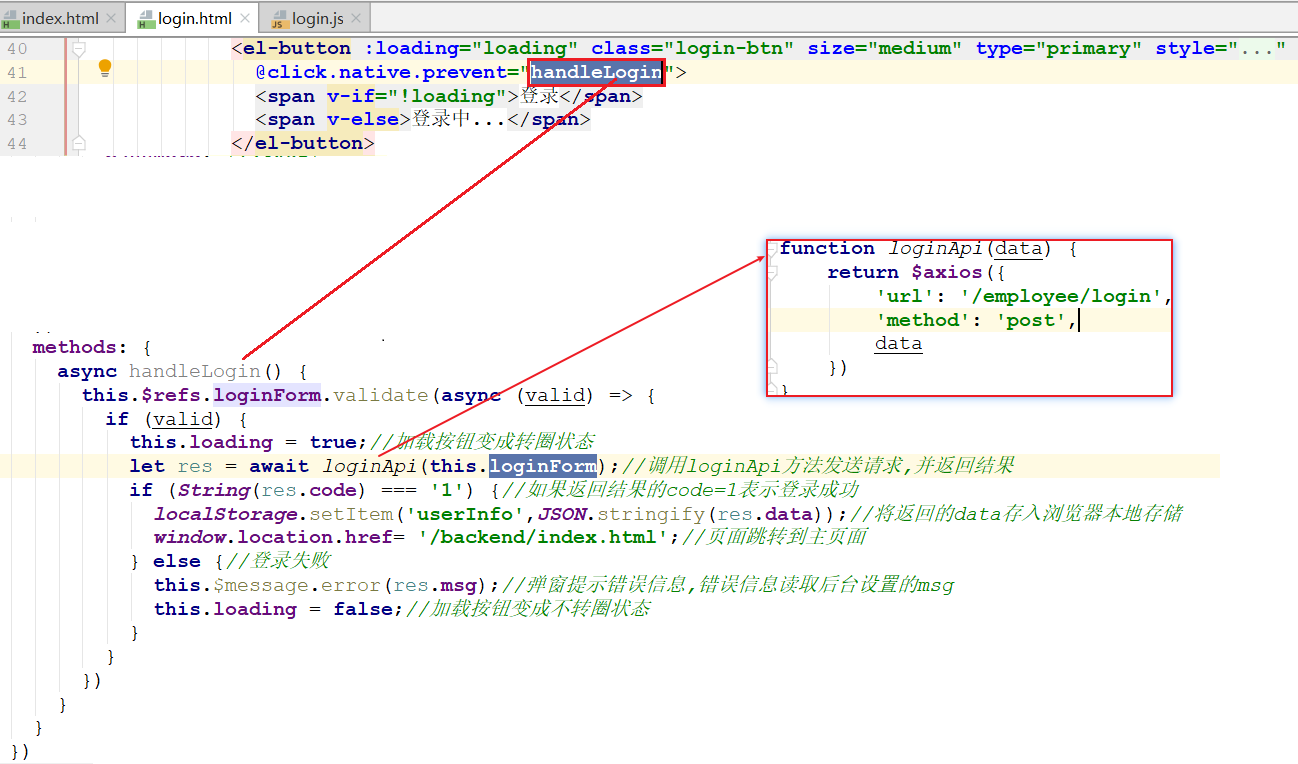 index.html login.html login.js
40 <el-button :loading="loading" class="login-btn" size="medium" type="primary" style="..."
41 @click.native.prevent="handleLogin">
42 <span v-if="!loading">登录</span>
43 <span v-else>登录中...</span>
44 </el-button>
function loginApi(data) {
return $axios({
'url': '/employee/login',
'method': 'post',
data
})
}
methods: {
async handleLogin() {
this.$refs.loginForm.validate(async (valid) => {
if (valid) {
this.loading = true;//加载按钮变成转圈状态
let res = await loginApi(this.loginForm);//调用loginApi方法发送请求,并返回结果
if (String(res.code) === '1') {//如果返回结果的code=1表示登录成功
localStorage.setItem('userInfo',JSON.stringify(res.data));//将返回的data存入浏览器本地存储
window.location.href= '/backend/index.html';//页面跳转到主页面
} else {//登录失败
this.$message.error(res.msg);//弹窗提示错误信息,错误信息读取后台设置的msg
this.loading = false;//加载按钮变成不转圈状态
}
}
})
}
}
})